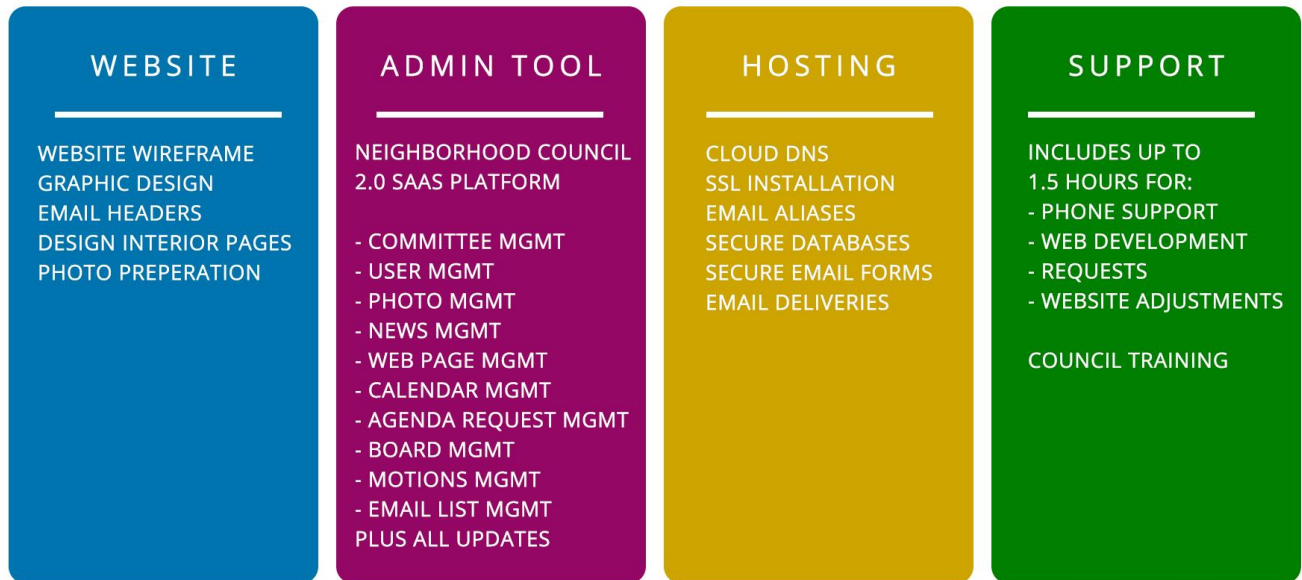 WEBSITE
WEBSITE WIREFRAME
GRAPHIC DESIGN
EMAIL HEADERS
DESIGN INTERIOR PAGES
PHOTO PREPERATION
ADMIN TOOL
NEIGHBORHOOD COUNCIL
2.0 SAAS PLATFORM
- COMMITTEE MGMT
- USER MGMT
- PHOTO MGMT
- NEWS MGMT
- WEB PAGE MGMT
- CALENDAR MGMT
- AGENDA REQUEST MGMT
- BOARD MGMT
- MOTIONS MGMT
- EMAIL LIST MGMT
PLUS ALL UPDATES
HOSTING
CLOUD DNS
SSL INSTALLATION
EMAIL ALIASES
SECURE DATABASES
SECURE EMAIL FORMS
EMAIL DELIVERIES
SUPPORT
INCLUDES UP TO
1.5 HOURS FOR:
- PHONE SUPPORT
- WEB DEVELOPMENT
- REQUESTS
- WEBSITE ADJUSTMENTS
COUNCIL TRAINING